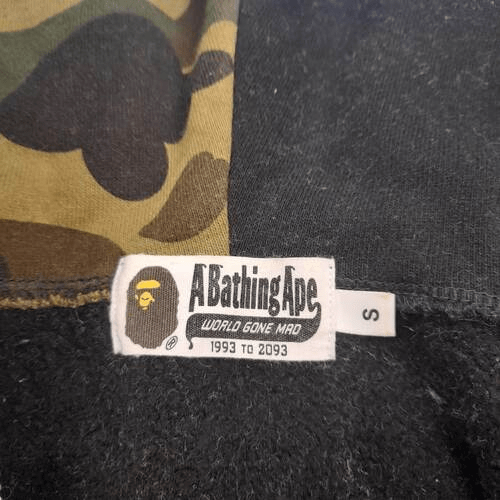 A Bathing Ape
WORLD GONE MAD
1993 TO 2093
®
S